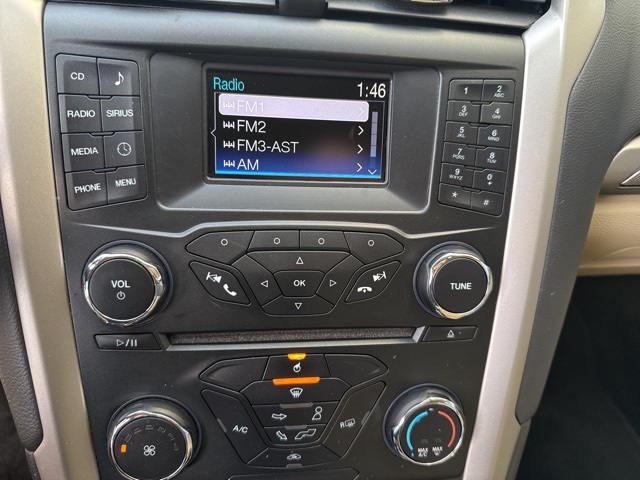 Radio 1:46
FM1
FM2
FM3-AST
AM
CD
RADIO SIRIUS
MEDIA
PHONE MENU
1 2 ABC
3 DEF 4 GHI
5 JKL 6 MNO
7 PQRS 8 TUV
9 WXYZ 0 +
* #
VOL
OK
TUNE
A/C
R
MAX A/C MAX